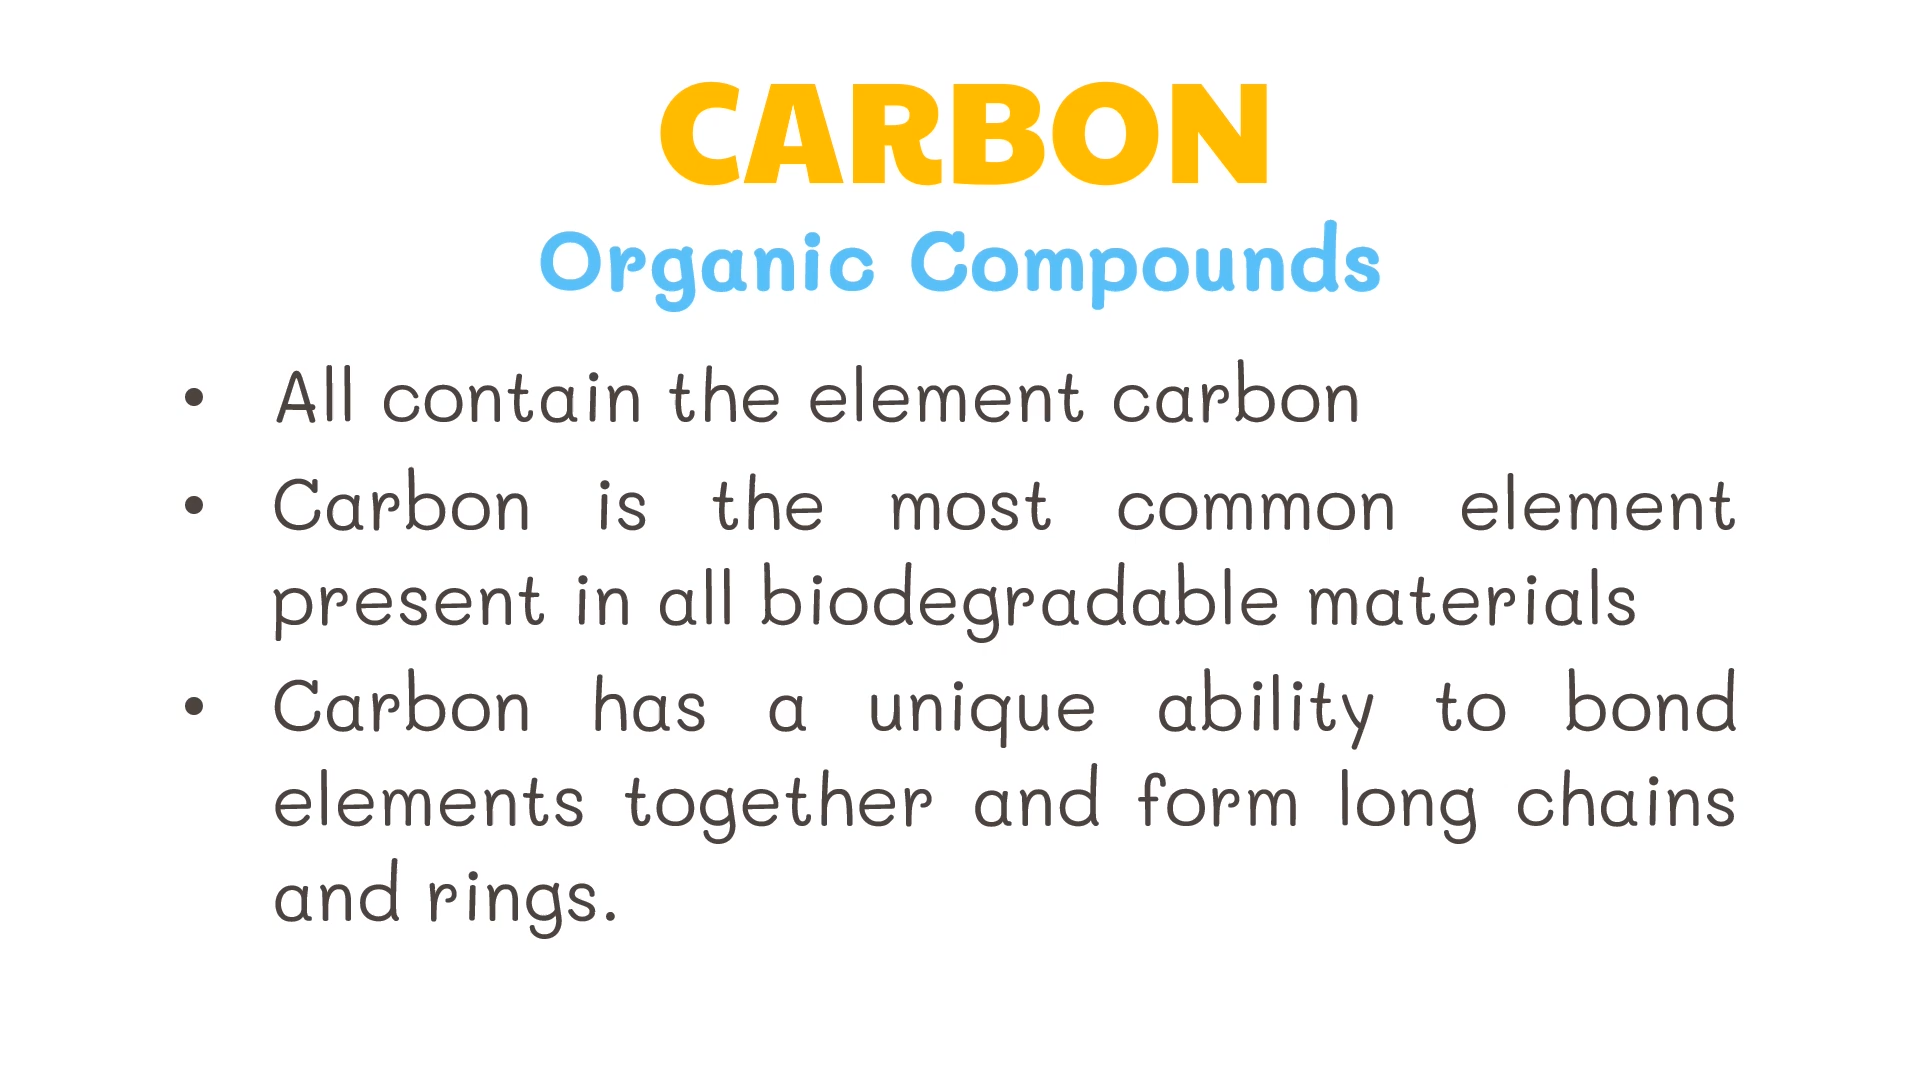 CARBON
Organic Compounds
• All contain the element carbon
• Carbon is the most common element
present in all biodegradable materials
• Carbon has a unique ability to bond
elements together and form long chains
and rings.